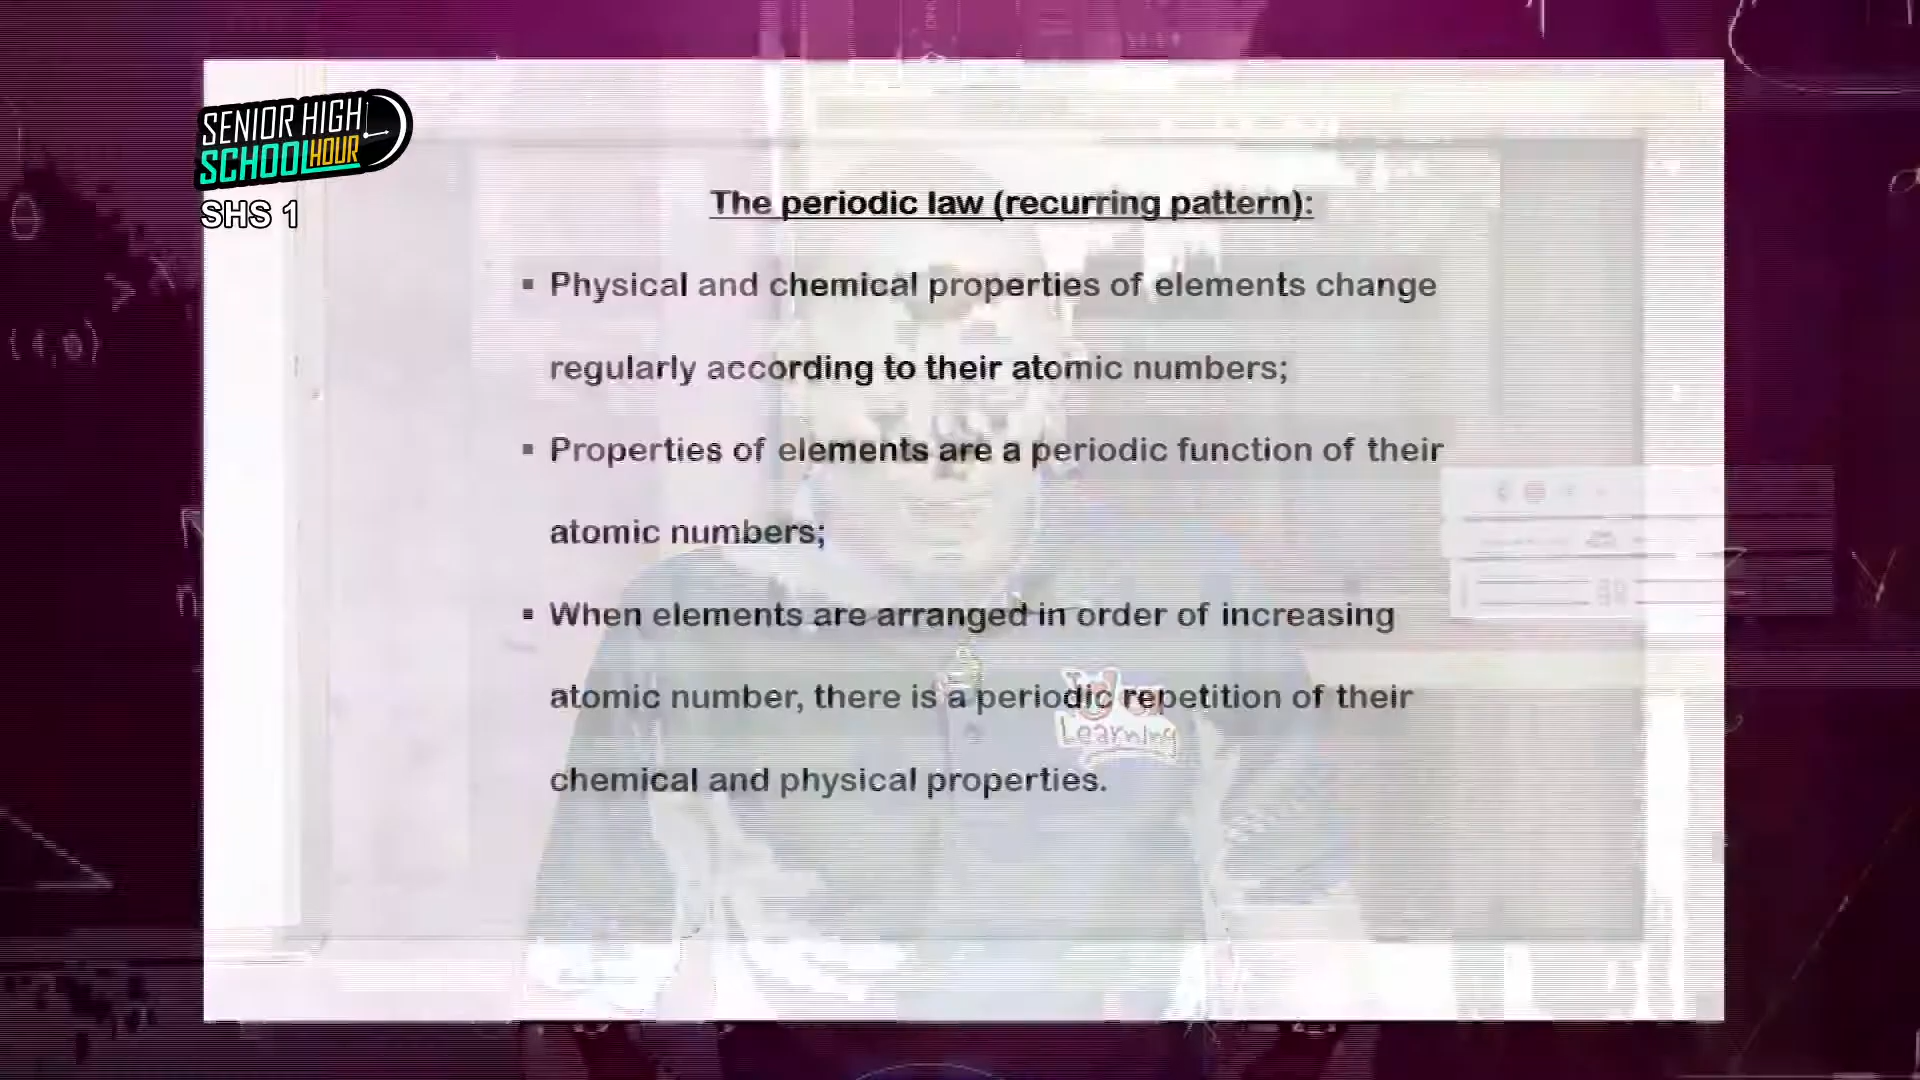 SENIOR HIGH
SCHOOL HOUR
SHS 1
The periodic law (recurring pattern):
▪ Physical and chemical properties of elements change
regularly according to their atomic numbers;
▪ Properties of elements are a periodic function of their
atomic numbers;
▪ When elements are arranged in order of increasing
atomic number, there is a periodic repetition of their
chemical and physical properties.
Learning